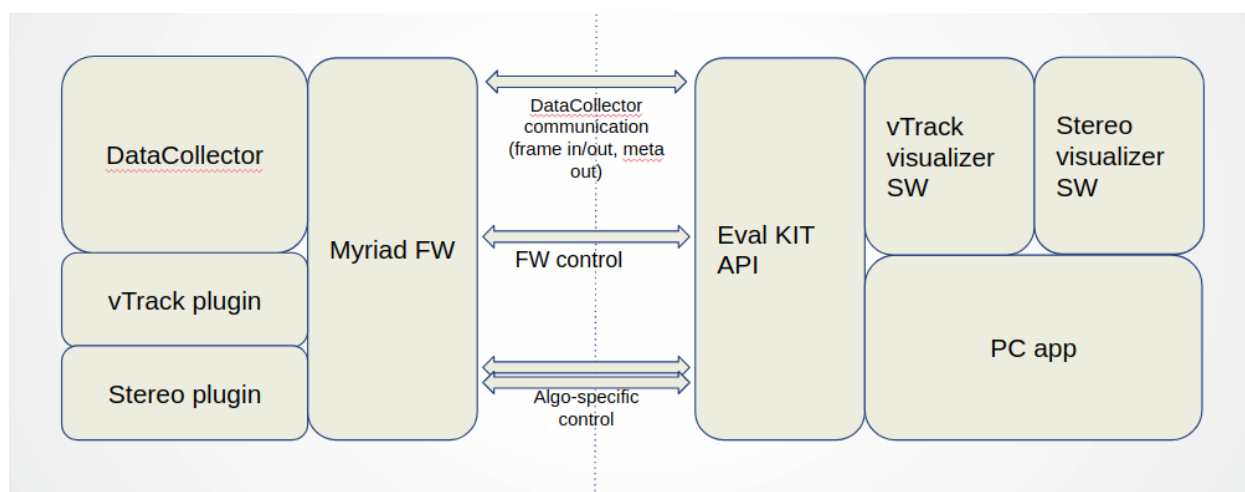 DataCollector
vTrack plugin
Stereo plugin
Myriad FW
DataCollector
communication
(frame in/out, meta
out)
FW control
Algo-specific
control
Eval KIT
API
vTrack
visualizer
SW
Stereo
visualizer
SW
PC app